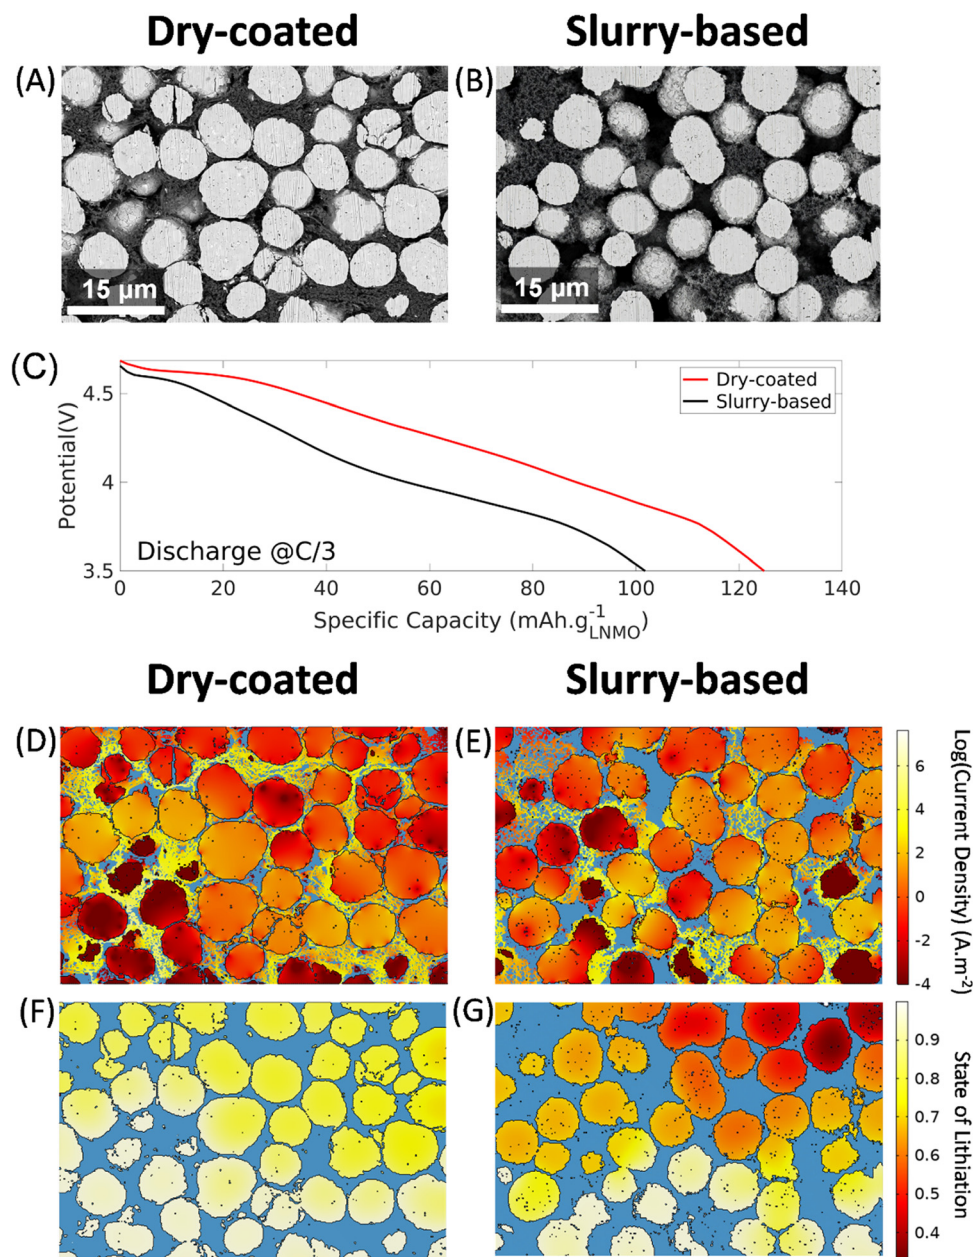 Dry-coated Slurry-based
(A) (B)
15 µm 15 µm
(C)
Potential(V)
4.5
4
3.5
Dry-coated
Slurry-based
Discharge @C/3
0 20 40 60 80 100 120 140
Specific Capacity (mAh.g⁻¹LNMO)
Dry-coated Slurry-based
(D) (E)
6
4
2
0
-2
-4
Log(Current Density) (A.m⁻²)
(F) (G)
0.9
0.8
0.7
0.6
0.5
0.4
State of Lithiation